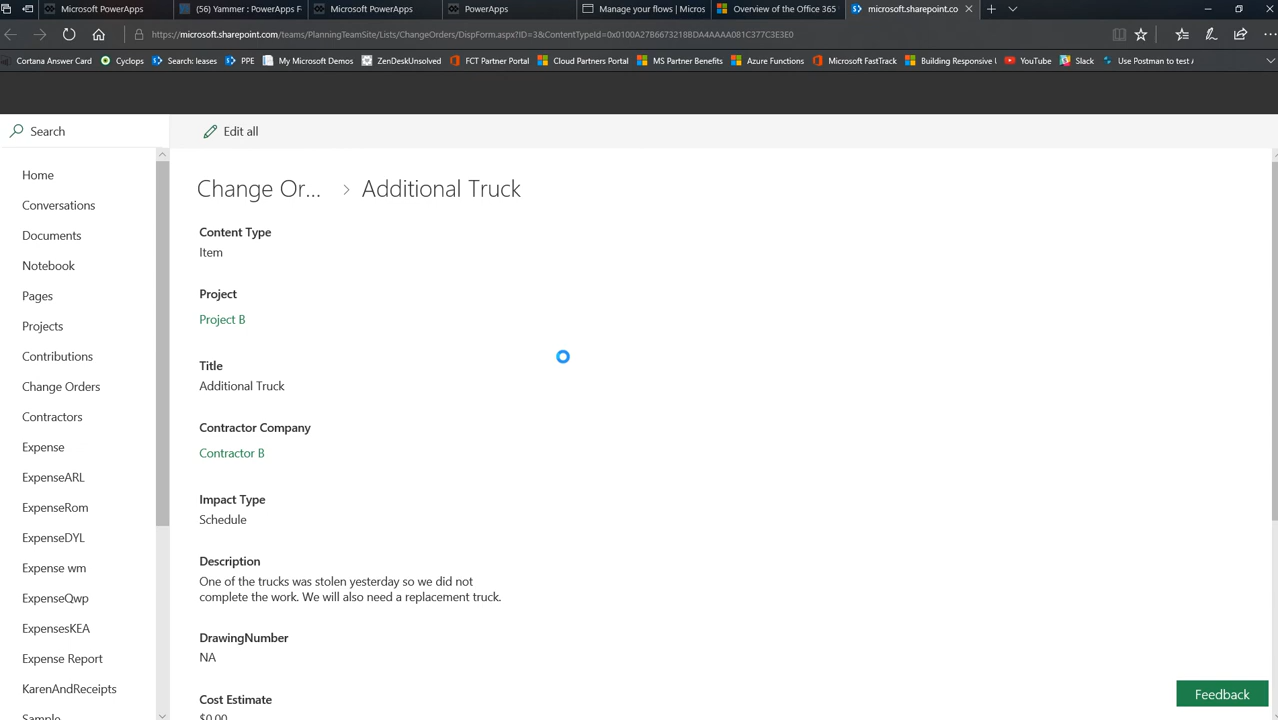 Microsoft PowerApps
(56) Yammer : PowerApps F
Microsoft PowerApps
PowerApps
Manage your flows | Micros
Overview of the Office 365
microsoft.sharepoint.co
https://microsoft.sharepoint.com/teams/PlanningTeamSite/Lists/ChangeOrders/DispForm.aspx?ID=3&ContentTypeId=0x0100A27B6673218BDA4AAAA081C377C3E3E0
Cortana Answer Card
Cyclops
Search: leases
PPE
My Microsoft Demos
ZenDeskUnsolved
FCT Partner Portal
Cloud Partners Portal
MS Partner Benefits
Azure Functions
Microsoft FastTrack
Building Responsive U
YouTube
Slack
Use Postman to test A
Search
Edit all
Home
Conversations
Documents
Notebook
Pages
Projects
Contributions
Change Orders
Contractors
Expense
ExpenseARL
ExpenseRom
ExpenseDYL
Expense wm
ExpenseQwp
ExpensesKEA
Expense Report
KarenAndReceipts
Sample
Change Or... > Additional Truck
Content Type
Item
Project
Project B
Title
Additional Truck
Contractor Company
Contractor B
Impact Type
Schedule
Description
One of the trucks was stolen yesterday so we did not
complete the work. We will also need a replacement truck.
DrawingNumber
NA
Cost Estimate
$0.00
Feedback